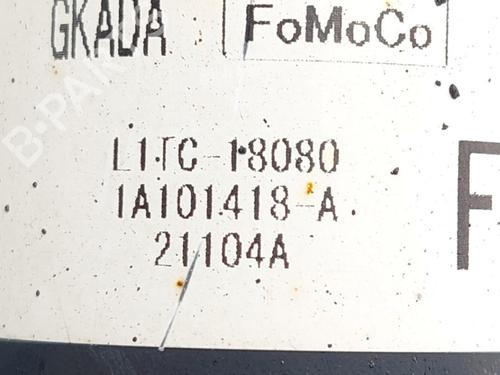 GKADA FoMoCo
L1TC-18080
1A101418-A
21104A
F